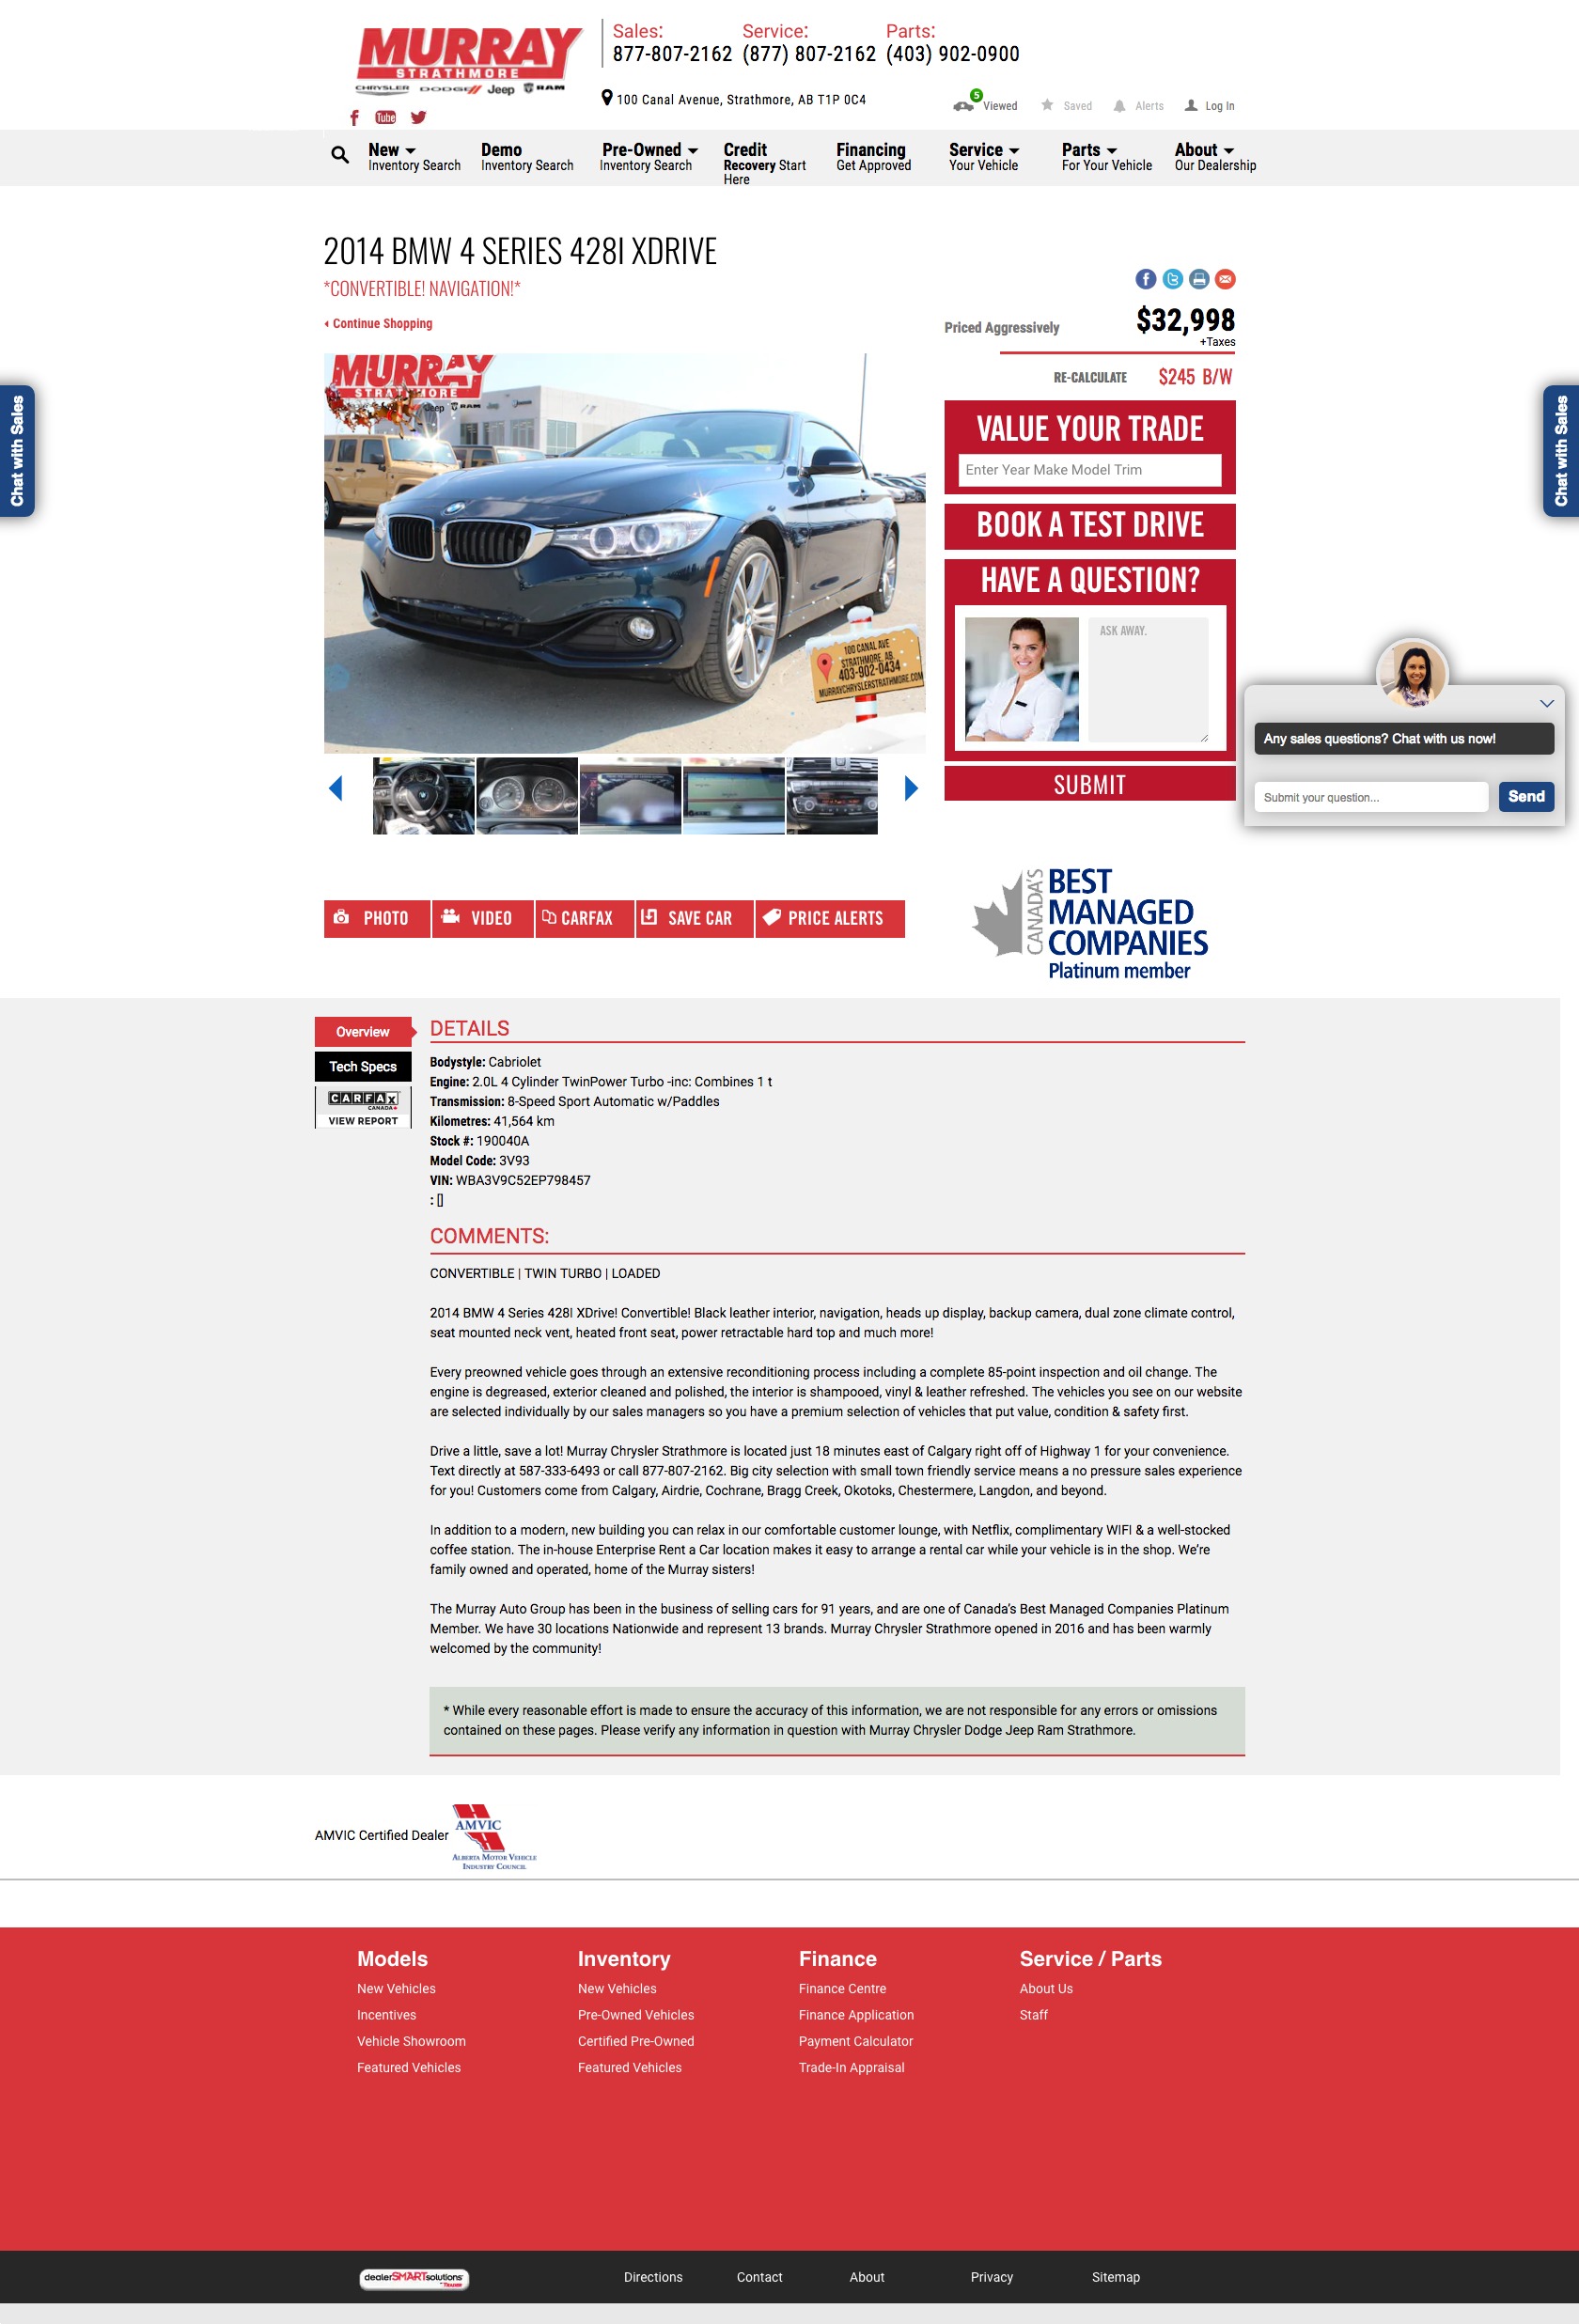 MURRAY
STRATHMORE
CHRYSLER DODGE Jeep RAM
Sales: Service: Parts:
877-807-2162 (877) 807-2162 (403) 902-0900
100 Canal Avenue, Strathmore, AB T1P 0C4
5
Viewed Saved Alerts Log In
Tube
New Demo Pre-Owned Credit Financing Service Parts About
Inventory Search Inventory Search Inventory Search Recovery Start Get Approved Your Vehicle For Your Vehicle Our Dealership
Here
2014 BMW 4 SERIES 428I XDRIVE
*CONVERTIBLE! NAVIGATION!*
Continue Shopping
Priced Aggressively $32,998
+Taxes
RE-CALCULATE $245 B/W
Chat with Sales
Chat with Sales
MURRAY
STRATHMORE
Jeep RAM
100 CANAL AVE
STRATHMORE, AB
403-902-0434
MURRAYCHRYSLERSTRATHMORE.COM
VALUE YOUR TRADE
Enter Year Make Model Trim
BOOK A TEST DRIVE
HAVE A QUESTION?
ASK AWAY.
SUBMIT
Any sales questions? Chat with us now!
Submit your question...
Send
PHOTO VIDEO CARFAX SAVE CAR PRICE ALERTS
CANADA'S
BEST
MANAGED
COMPANIES
Platinum member
Overview
Tech Specs
CARFAX
CANADA
VIEW REPORT
DETAILS
Bodystyle: Cabriolet
Engine: 2.0L 4 Cylinder TwinPower Turbo -inc: Combines 1 t
Transmission: 8-Speed Sport Automatic w/Paddles
Kilometres: 41,564 km
Stock #: 190040A
Model Code: 3V93
VIN: WBA3V9C52EP798457
: []
COMMENTS:
CONVERTIBLE | TWIN TURBO | LOADED
2014 BMW 4 Series 428I XDrive! Convertible! Black leather interior, navigation, heads up display, backup camera, dual zone climate control,
seat mounted neck vent, heated front seat, power retractable hard top and much more!
Every preowned vehicle goes through an extensive reconditioning process including a complete 85-point inspection and oil change. The
engine is degreased, exterior cleaned and polished, the interior is shampooed, vinyl & leather refreshed. The vehicles you see on our website
are selected individually by our sales managers so you have a premium selection of vehicles that put value, condition & safety first.
Drive a little, save a lot! Murray Chrysler Strathmore is located just 18 minutes east of Calgary right off of Highway 1 for your convenience.
Text directly at 587-333-6493 or call 877-807-2162. Big city selection with small town friendly service means a no pressure sales experience
for you! Customers come from Calgary, Airdrie, Cochrane, Bragg Creek, Okotoks, Chestermere, Langdon, and beyond.
In addition to a modern, new building you can relax in our comfortable customer lounge, with Netflix, complimentary WIFI & a well-stocked
coffee station. The in-house Enterprise Rent a Car location makes it easy to arrange a rental car while your vehicle is in the shop. We’re
family owned and operated, home of the Murray sisters!
The Murray Auto Group has been in the business of selling cars for 91 years, and are one of Canada’s Best Managed Companies Platinum
Member. We have 30 locations Nationwide and represent 13 brands. Murray Chrysler Strathmore opened in 2016 and has been warmly
welcomed by the community!
* While every reasonable effort is made to ensure the accuracy of this information, we are not responsible for any errors or omissions
contained on these pages. Please verify any information in question with Murray Chrysler Dodge Jeep Ram Strathmore.
AMVIC Certified Dealer
AMVIC
ALBERTA MOTOR VEHICLE
INDUSTRY COUNCIL
Models Inventory Finance Service / Parts
New Vehicles New Vehicles Finance Centre About Us
Incentives Pre-Owned Vehicles Finance Application Staff
Vehicle Showroom Certified Pre-Owned Payment Calculator
Featured Vehicles Featured Vehicles Trade-In Appraisal
dealerSMARTsolutions
Directions Contact About Privacy Sitemap